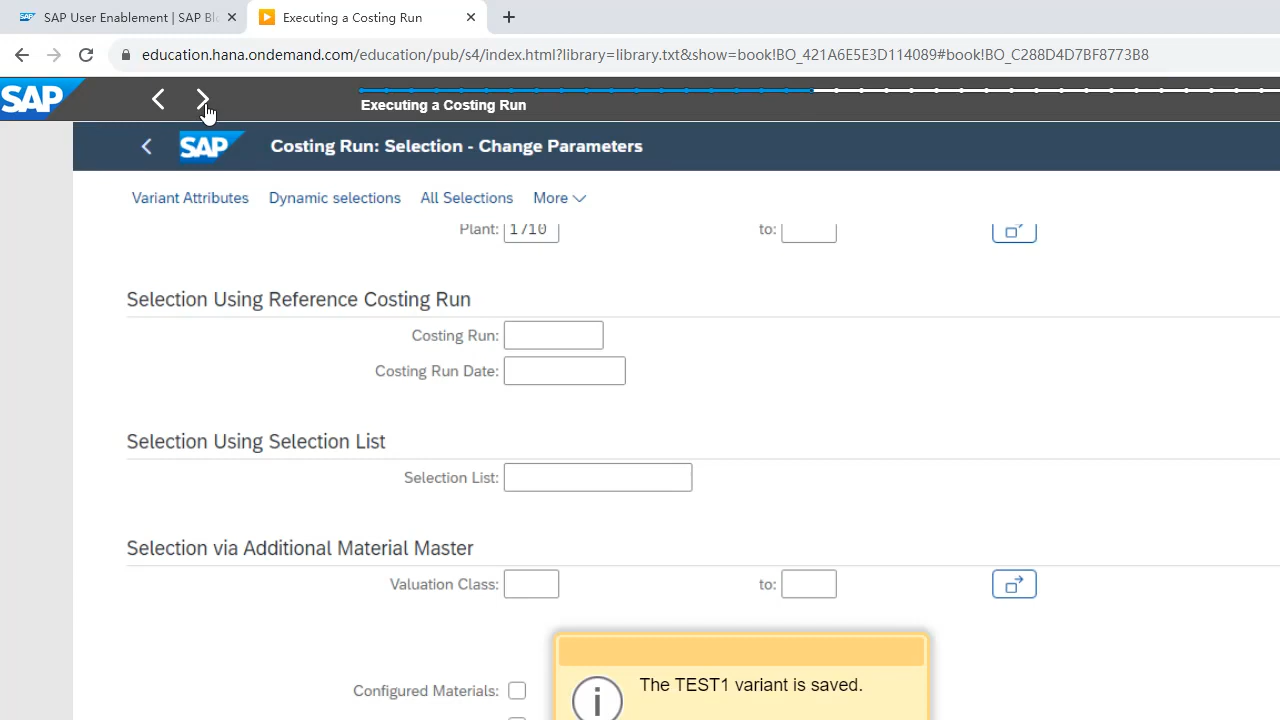 SAP User Enablement | SAP Bl
Executing a Costing Run
education.hana.ondemand.com/education/pub/s4/index.html?library=library.txt&show=book!BO_421A6E5E3D114089#book!BO_C288D4D7BF8773B8
SAP
Executing a Costing Run
SAP Costing Run: Selection - Change Parameters
Variant Attributes Dynamic selections All Selections More
Plant: 1710 to:
Selection Using Reference Costing Run
Costing Run:
Costing Run Date:
Selection Using Selection List
Selection List:
Selection via Additional Material Master
Valuation Class: to:
Configured Materials:
The TEST1 variant is saved.